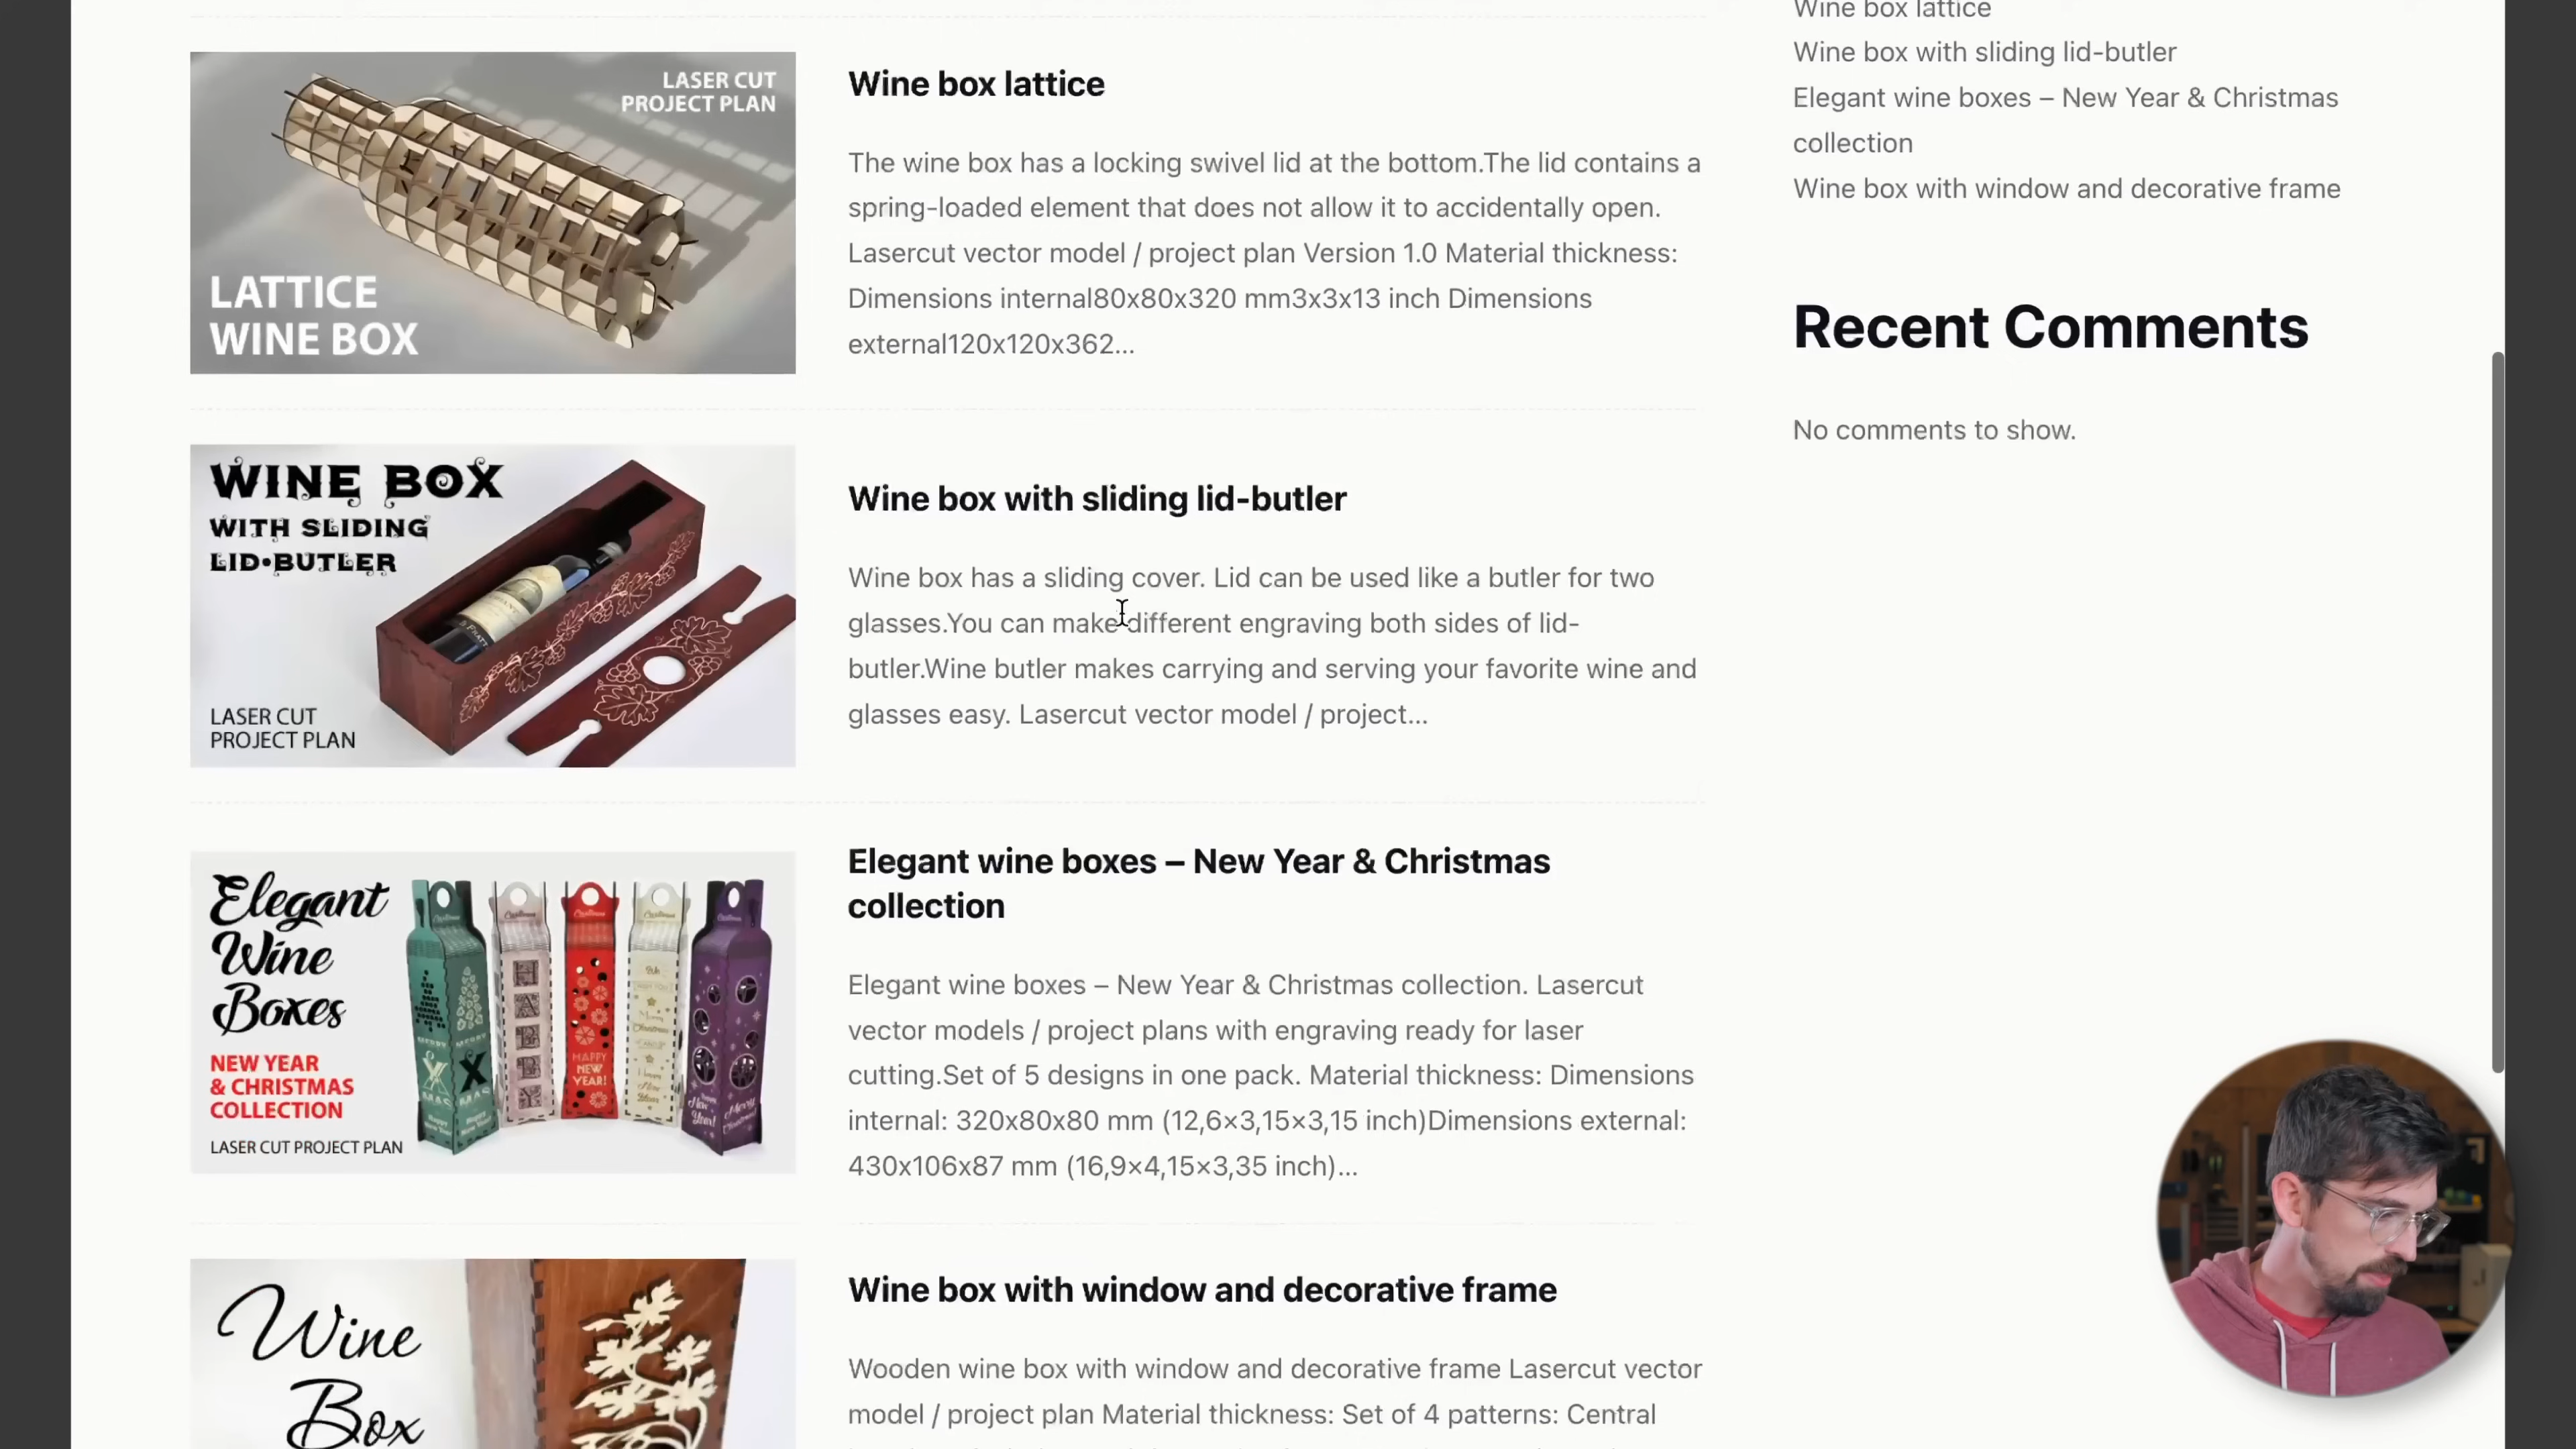 Wine box lattice
Wine box with sliding lid-butler
Elegant wine boxes – New Year & Christmas
collection
Wine box with window and decorative frame
Recent Comments
No comments to show.
LASER CUT
PROJECT PLAN
LATTICE
WINE BOX
Wine box lattice
The wine box has a locking swivel lid at the bottom.The lid contains a
spring-loaded element that does not allow it to accidentally open.
Lasercut vector model / project plan Version 1.0 Material thickness:
Dimensions internal80x80x320 mm3x3x13 inch Dimensions
external120x120x362...
WINE BOX
WITH SLIDING
LID•BUTLER
LASER CUT
PROJECT PLAN
Wine box with sliding lid-butler
Wine box has a sliding cover. Lid can be used like a butler for two
glasses.You can make different engraving both sides of lid-
butler.Wine butler makes carrying and serving your favorite wine and
glasses easy. Lasercut vector model / project...
Elegant
Wine
Boxes
NEW YEAR
& CHRISTMAS
COLLECTION
LASER CUT PROJECT PLAN
HAPPY
NEW
YEAR!
Elegant wine boxes – New Year & Christmas
collection
Elegant wine boxes – New Year & Christmas collection. Lasercut
vector models / project plans with engraving ready for laser
cutting.Set of 5 designs in one pack. Material thickness: Dimensions
internal: 320x80x80 mm (12,6×3,15×3,15 inch)Dimensions external:
430x106x87 mm (16,9×4,15×3,35 inch)...
Wine
Box
Wine box with window and decorative frame
Wooden wine box with window and decorative frame Lasercut vector
model / project plan Material thickness: Set of 4 patterns: Central